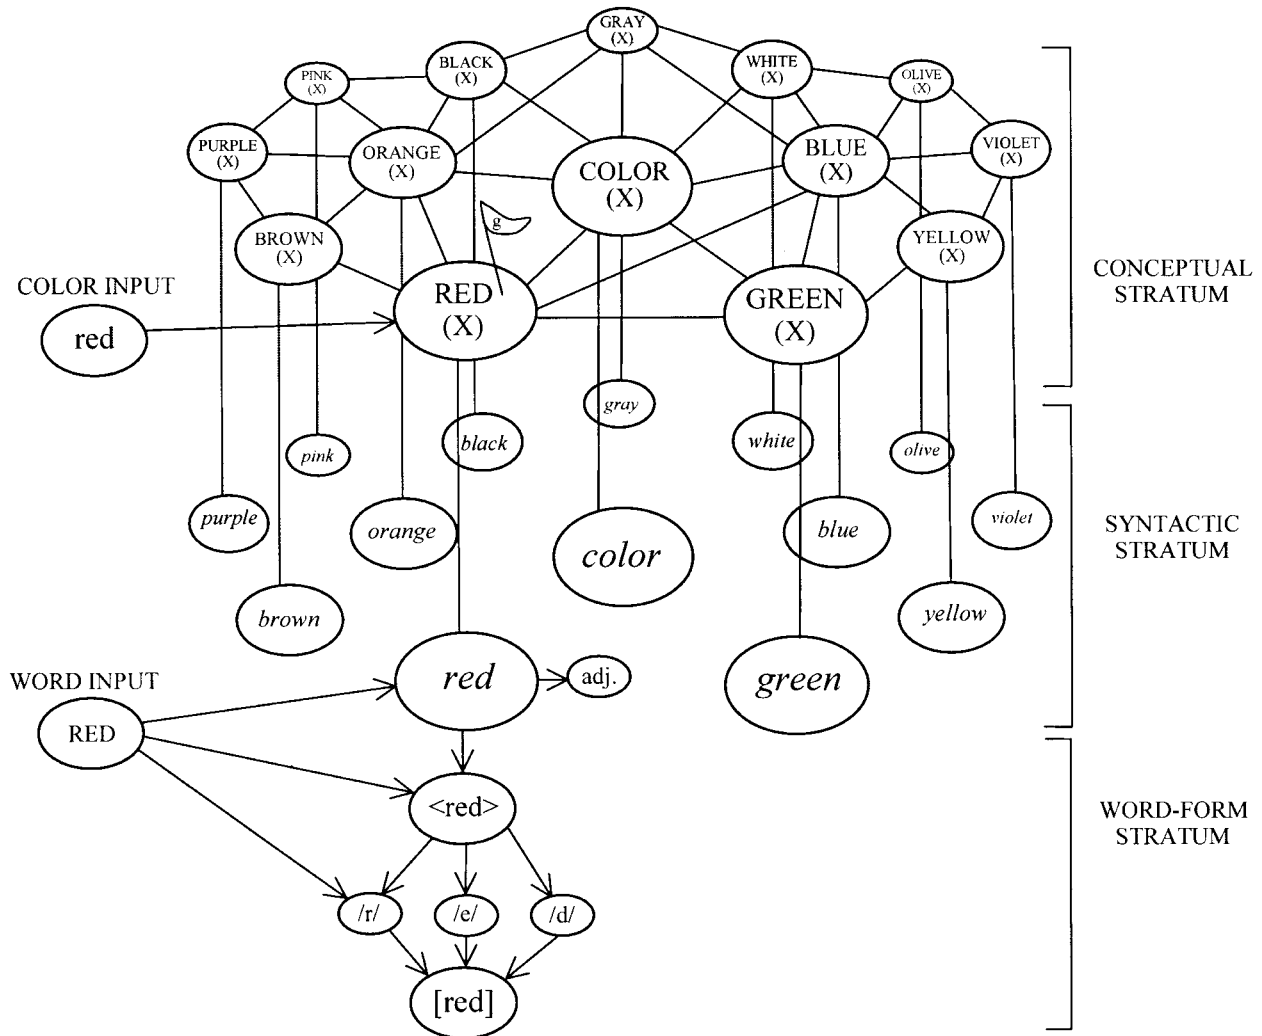 GRAY
(X)
BLACK
(X)
WHITE
(X)
PINK
(X)
OLIVE
(X)
PURPLE
(X)
ORANGE
(X)
COLOR
(X)
BLUE
(X)
VIOLET
(X)
g
BROWN
(X)
YELLOW
(X)
RED
(X)
GREEN
(X)
CONCEPTUAL
STRATUM
COLOR INPUT
red
gray
black
white
pink
olive
purple
orange
color
blue
violet
SYNTACTIC
STRATUM
brown
yellow
red
adj.
green
WORD INPUT
RED
<red>
WORD-FORM
STRATUM
/r/
/e/
/d/
[red]